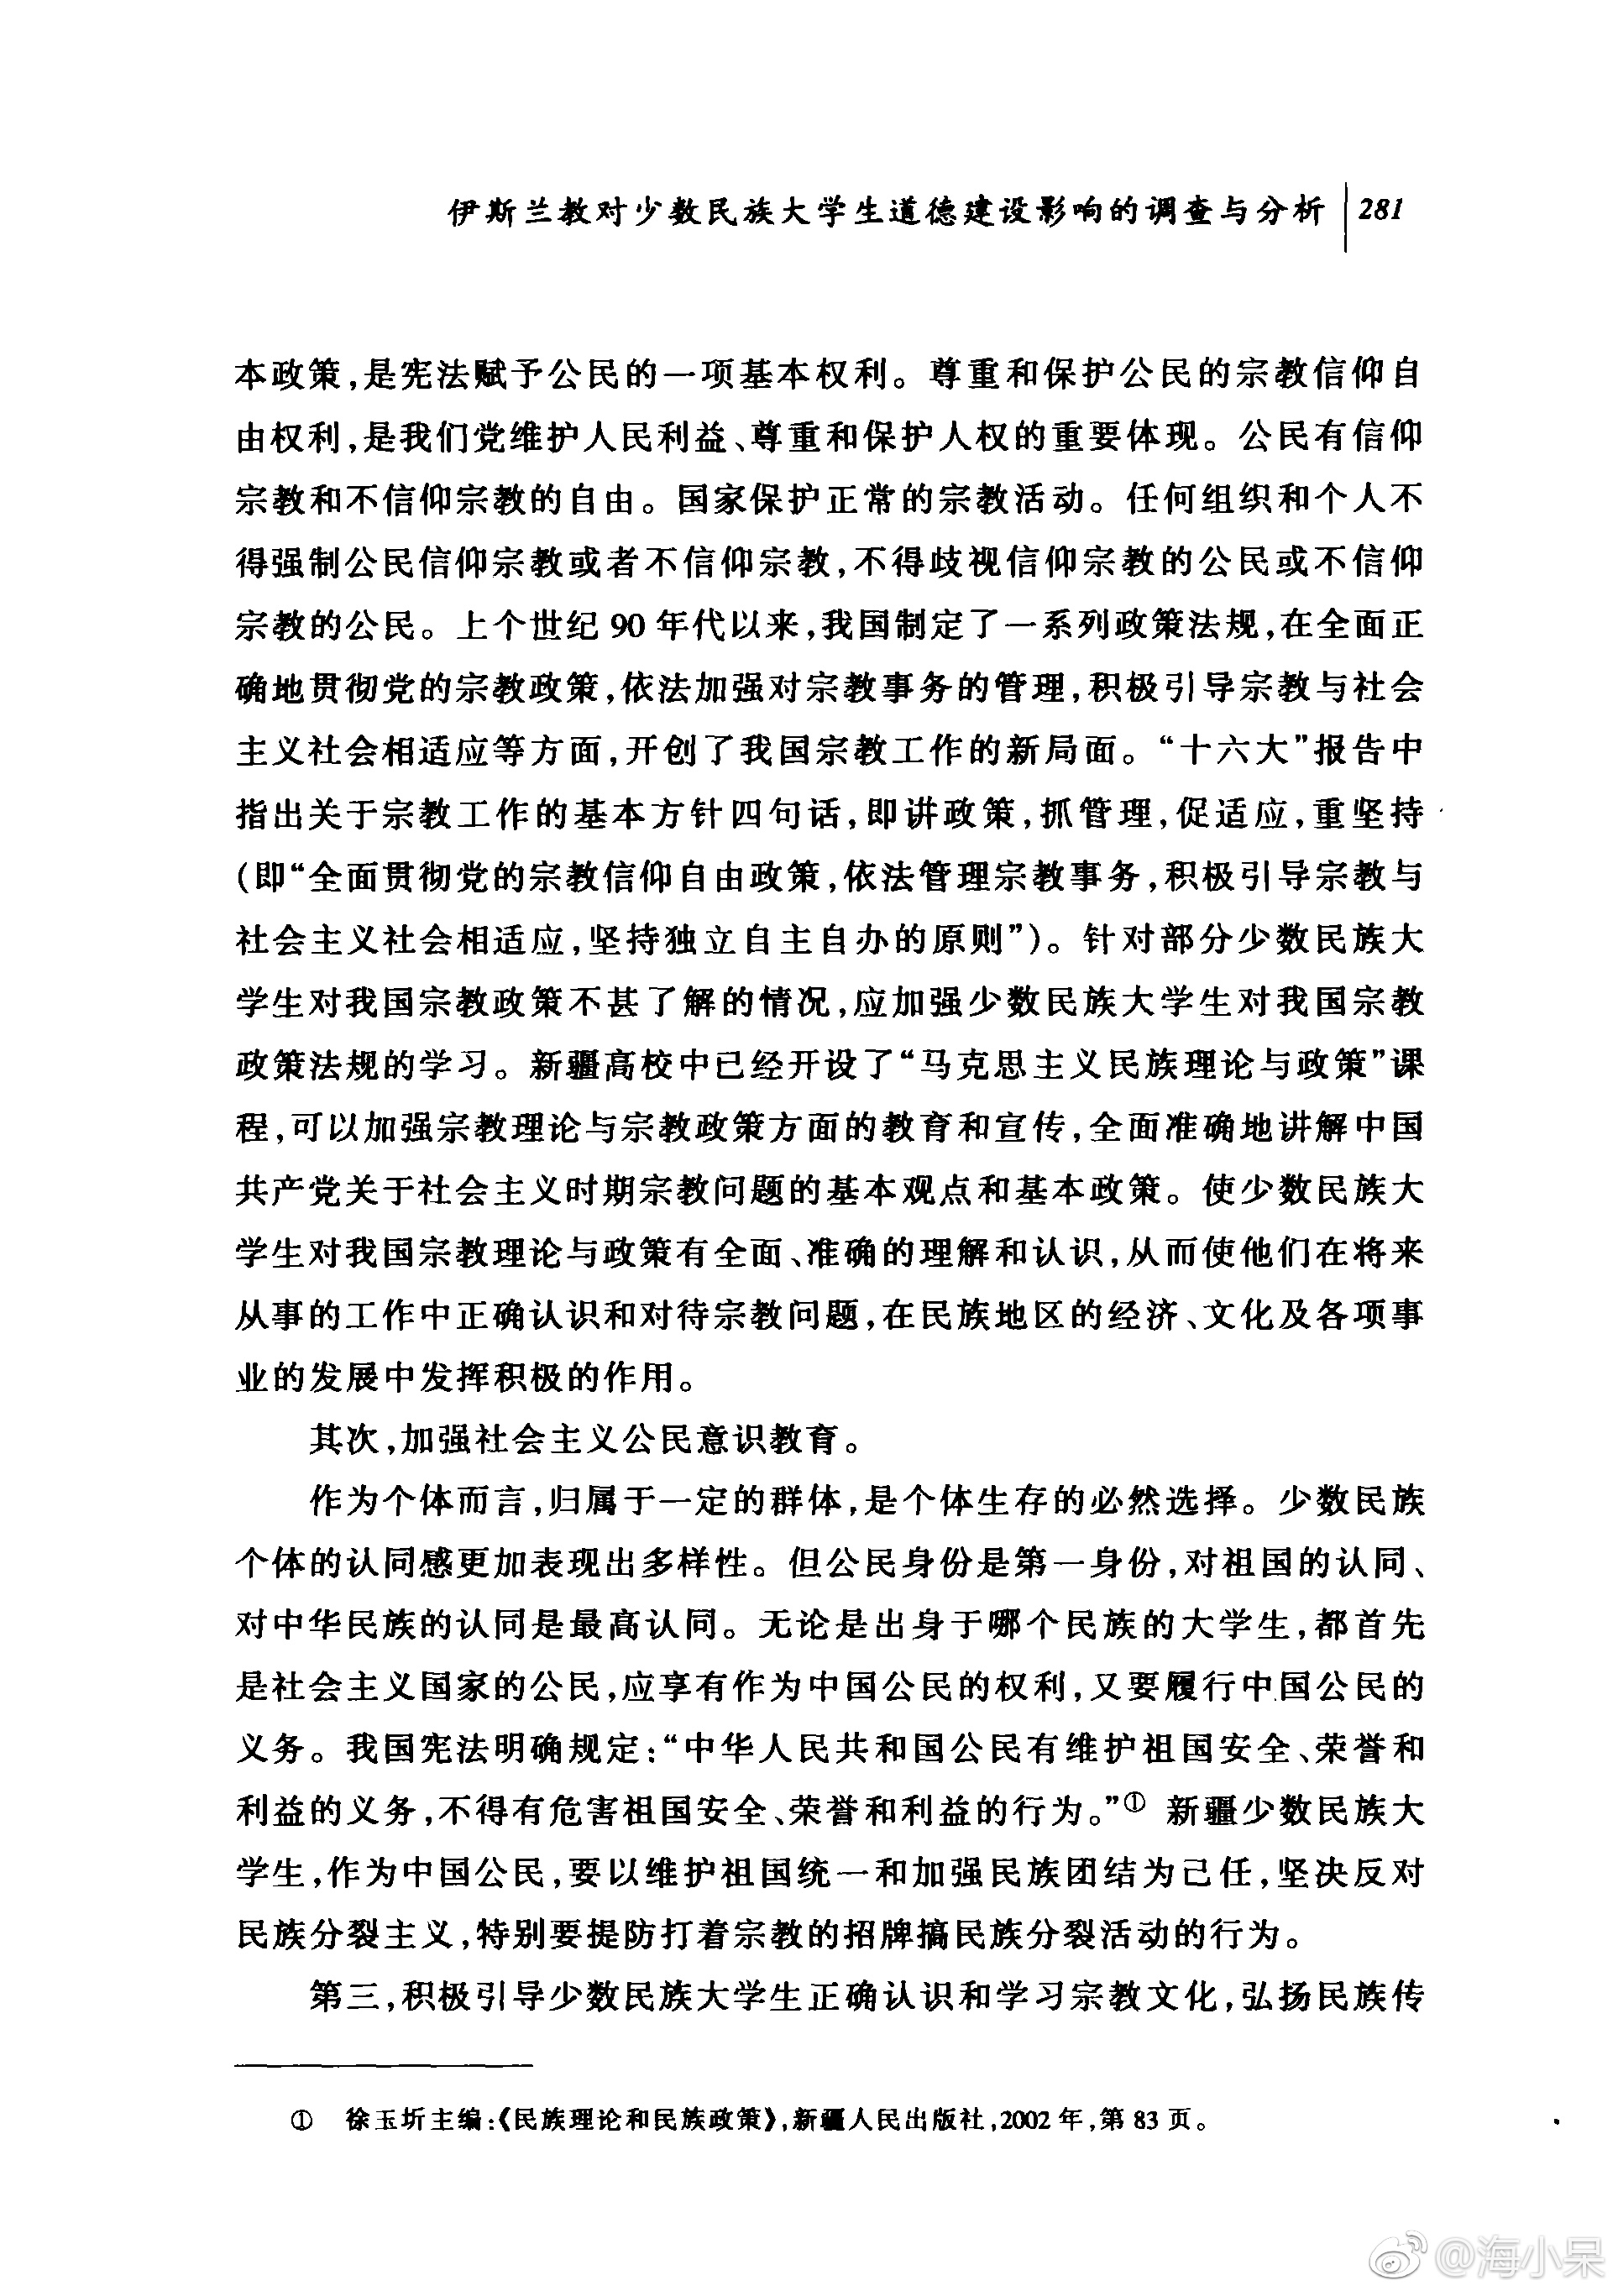 伊斯兰教对少数民族大学生道德建设影响的调查与分析 281
本政策,是宪法赋予公民的一项基本权利。尊重和保护公民的宗教信仰自
由权利,是我们党维护人民利益、尊重和保护人权的重要体现。公民有信仰
宗教和不信仰宗教的自由。国家保护正常的宗教活动。任何组织和个人不
得强制公民信仰宗教或者不信仰宗教,不得歧视信仰宗教的公民或不信仰
宗教的公民。上个世纪 90 年代以来,我国制定了一系列政策法规,在全面正
确地贯彻党的宗教政策,依法加强对宗教事务的管理,积极引导宗教与社会
主义社会相适应等方面,开创了我国宗教工作的新局面。“十六大”报告中
指出关于宗教工作的基本方针四句话,即讲政策,抓管理,促适应,重坚持
(即“全面贯彻党的宗教信仰自由政策,依法管理宗教事务,积极引导宗教与
社会主义社会相适应,坚持独立自主自办的原则”)。针对部分少数民族大
学生对我国宗教政策不甚了解的情况,应加强少数民族大学生对我国宗教
政策法规的学习。新疆高校中已经开设了“马克思主义民族理论与政策”课
程,可以加强宗教理论与宗教政策方面的教育和宣传,全面准确地讲解中国
共产党关于社会主义时期宗教问题的基本观点和基本政策。使少数民族大
学生对我国宗教理论与政策有全面、准确的理解和认识,从而使他们在将来
从事的工作中正确认识和对待宗教问题,在民族地区的经济、文化及各项事
业的发展中发挥积极的作用。
其次,加强社会主义公民意识教育。
作为个体而言,归属于一定的群体,是个体生存的必然选择。少数民族
个体的认同感更加表现出多样性。但公民身份是第一身份,对祖国的认同、
对中华民族的认同是最高认同。无论是出身于哪个民族的大学生,都首先
是社会主义国家的公民,应享有作为中国公民的权利,又要履行中国公民的
义务。我国宪法明确规定:“中华人民共和国公民有维护祖国安全、荣誉和
利益的义务,不得有危害祖国安全、荣誉和利益的行为。”① 新疆少数民族大
学生,作为中国公民,要以维护祖国统一和加强民族团结为己任,坚决反对
民族分裂主义,特别要提防打着宗教的招牌搞民族分裂活动的行为。
第三,积极引导少数民族大学生正确认识和学习宗教文化,弘扬民族传
① 徐玉圻主编:《民族理论和民族政策》,新疆人民出版社,2002 年,第 83 页。
@海小呆